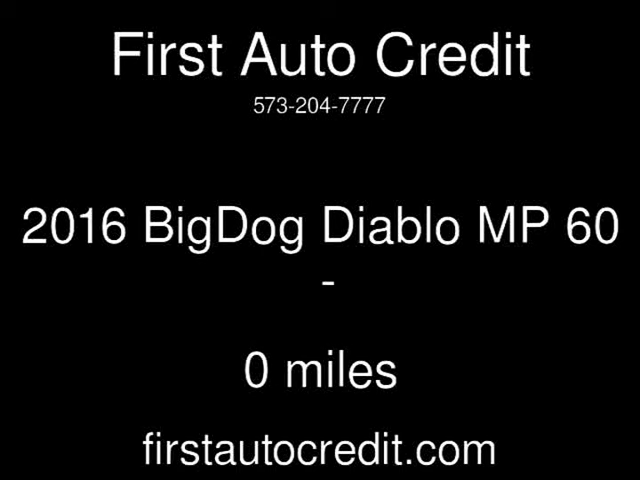 First Auto Credit
573-204-7777
2016 BigDog Diablo MP 60
-
0 miles
firstautocredit.com